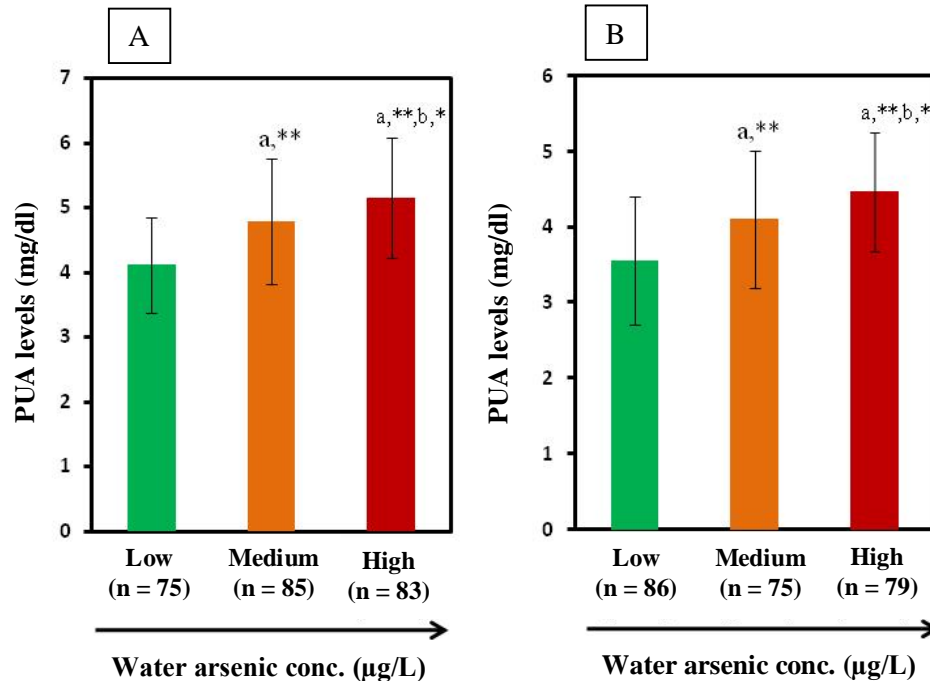 A
PUA levels (mg/dl)
7
6
5
4
3
2
1
0
a,**
a,**,b,*
Low Medium High
(n = 75) (n = 85) (n = 83)
Water arsenic conc. (µg/L)
B
PUA levels (mg/dl)
6
5
4
3
2
1
0
a,**
a,**,b,*
Low Medium High
(n = 86) (n = 75) (n = 79)
Water arsenic conc. (µg/L)